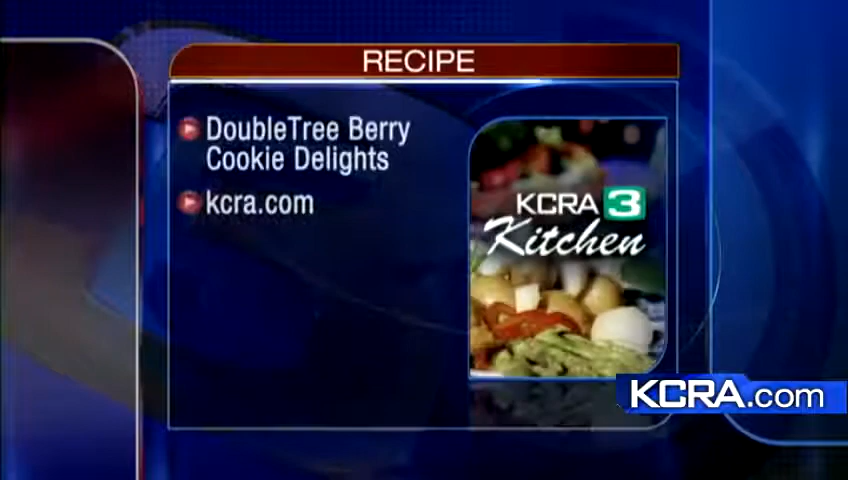 RECIPE
DoubleTree Berry
Cookie Delights
kcra.com
KCRA 3
Kitchen
KCRA.com